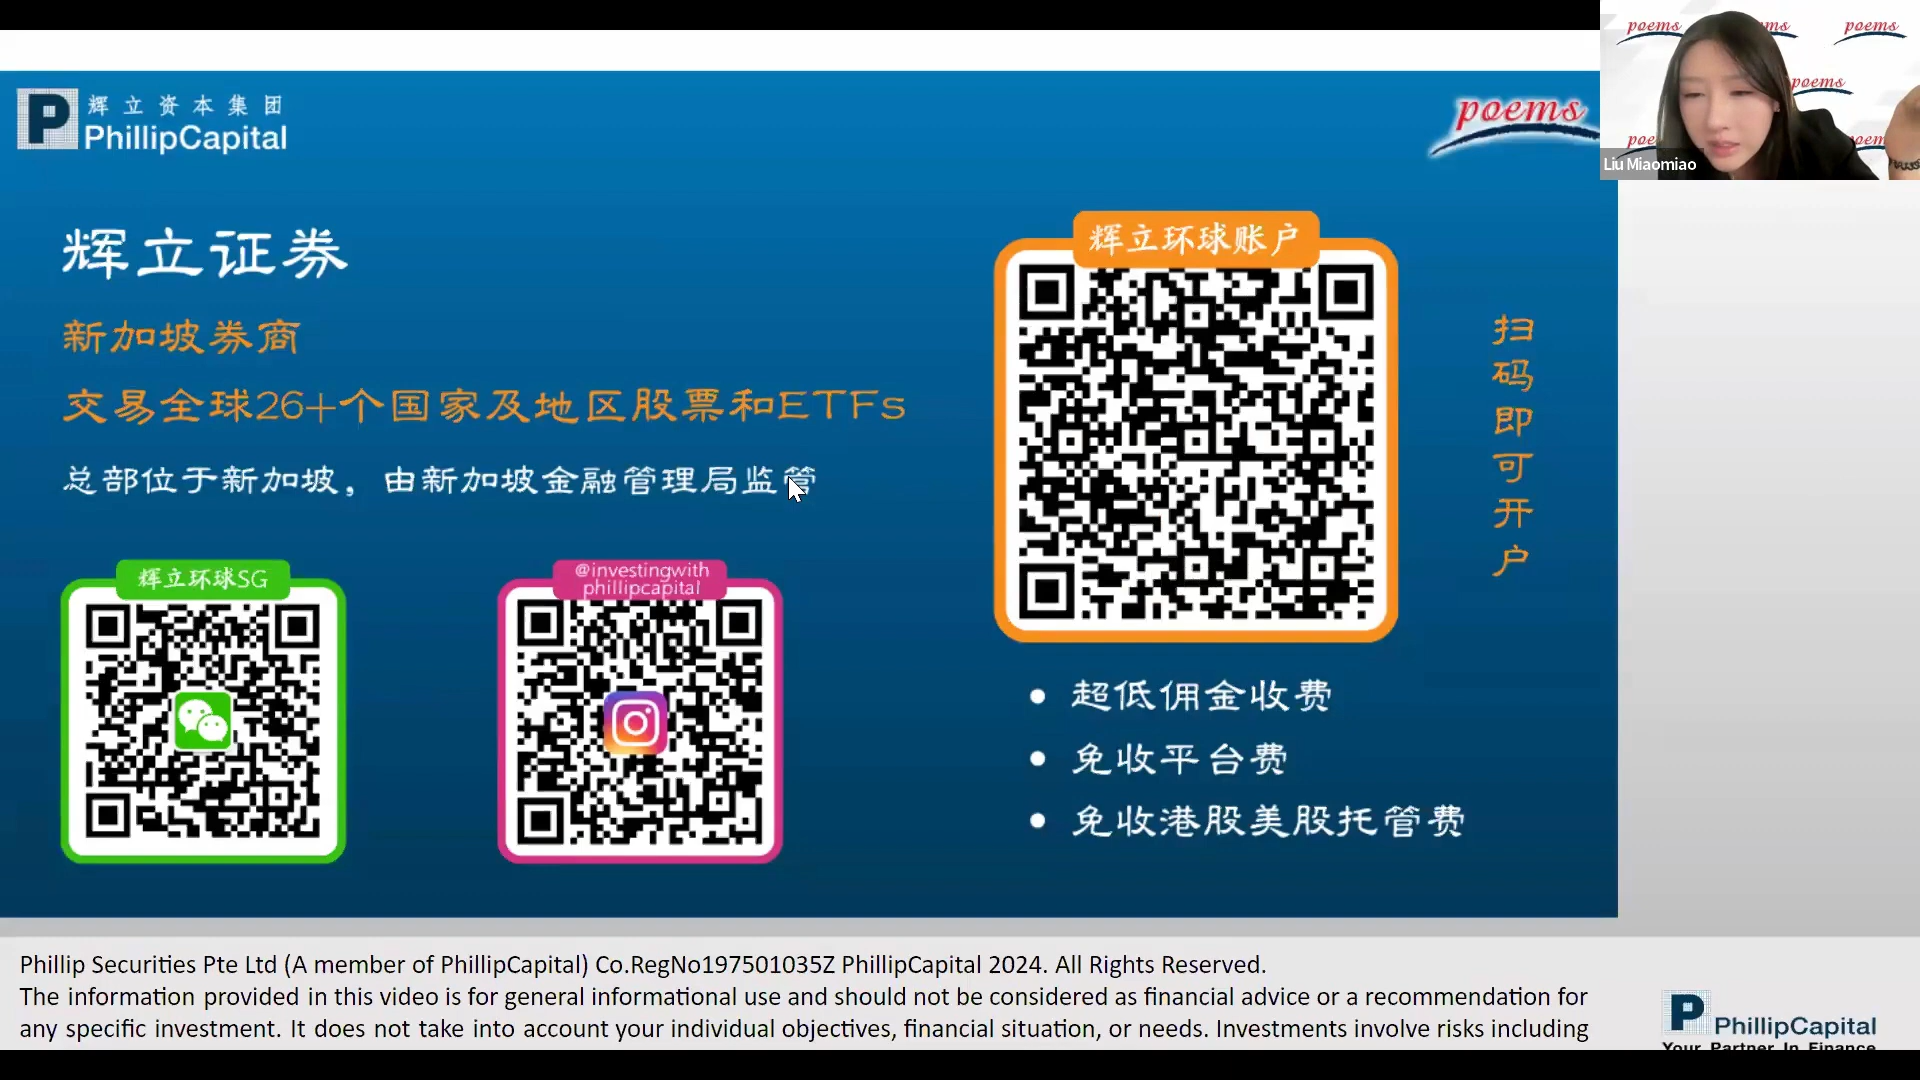 辉立资本集团
PhillipCapital
poems
poems
poems
poems
Liu Miaomiao
辉立证券
新加坡券商
交易全球26+个国家及地区股票和ETFs
总部位于新加坡，由新加坡金融管理局监管
辉立环球SG
@investingwith
phillipcapital
辉立环球账户
扫码即可开户
• 超低佣金收费
• 免收平台费
• 免收港股美股托管费
Phillip Securities Pte Ltd (A member of PhillipCapital) Co.RegNo197501035Z PhillipCapital 2024. All Rights Reserved.
The information provided in this video is for general informational use and should not be considered as financial advice or a recommendation for
any specific investment. It does not take into account your individual objectives, financial situation, or needs. Investments involve risks including
PhillipCapital
Your Partner In Finance